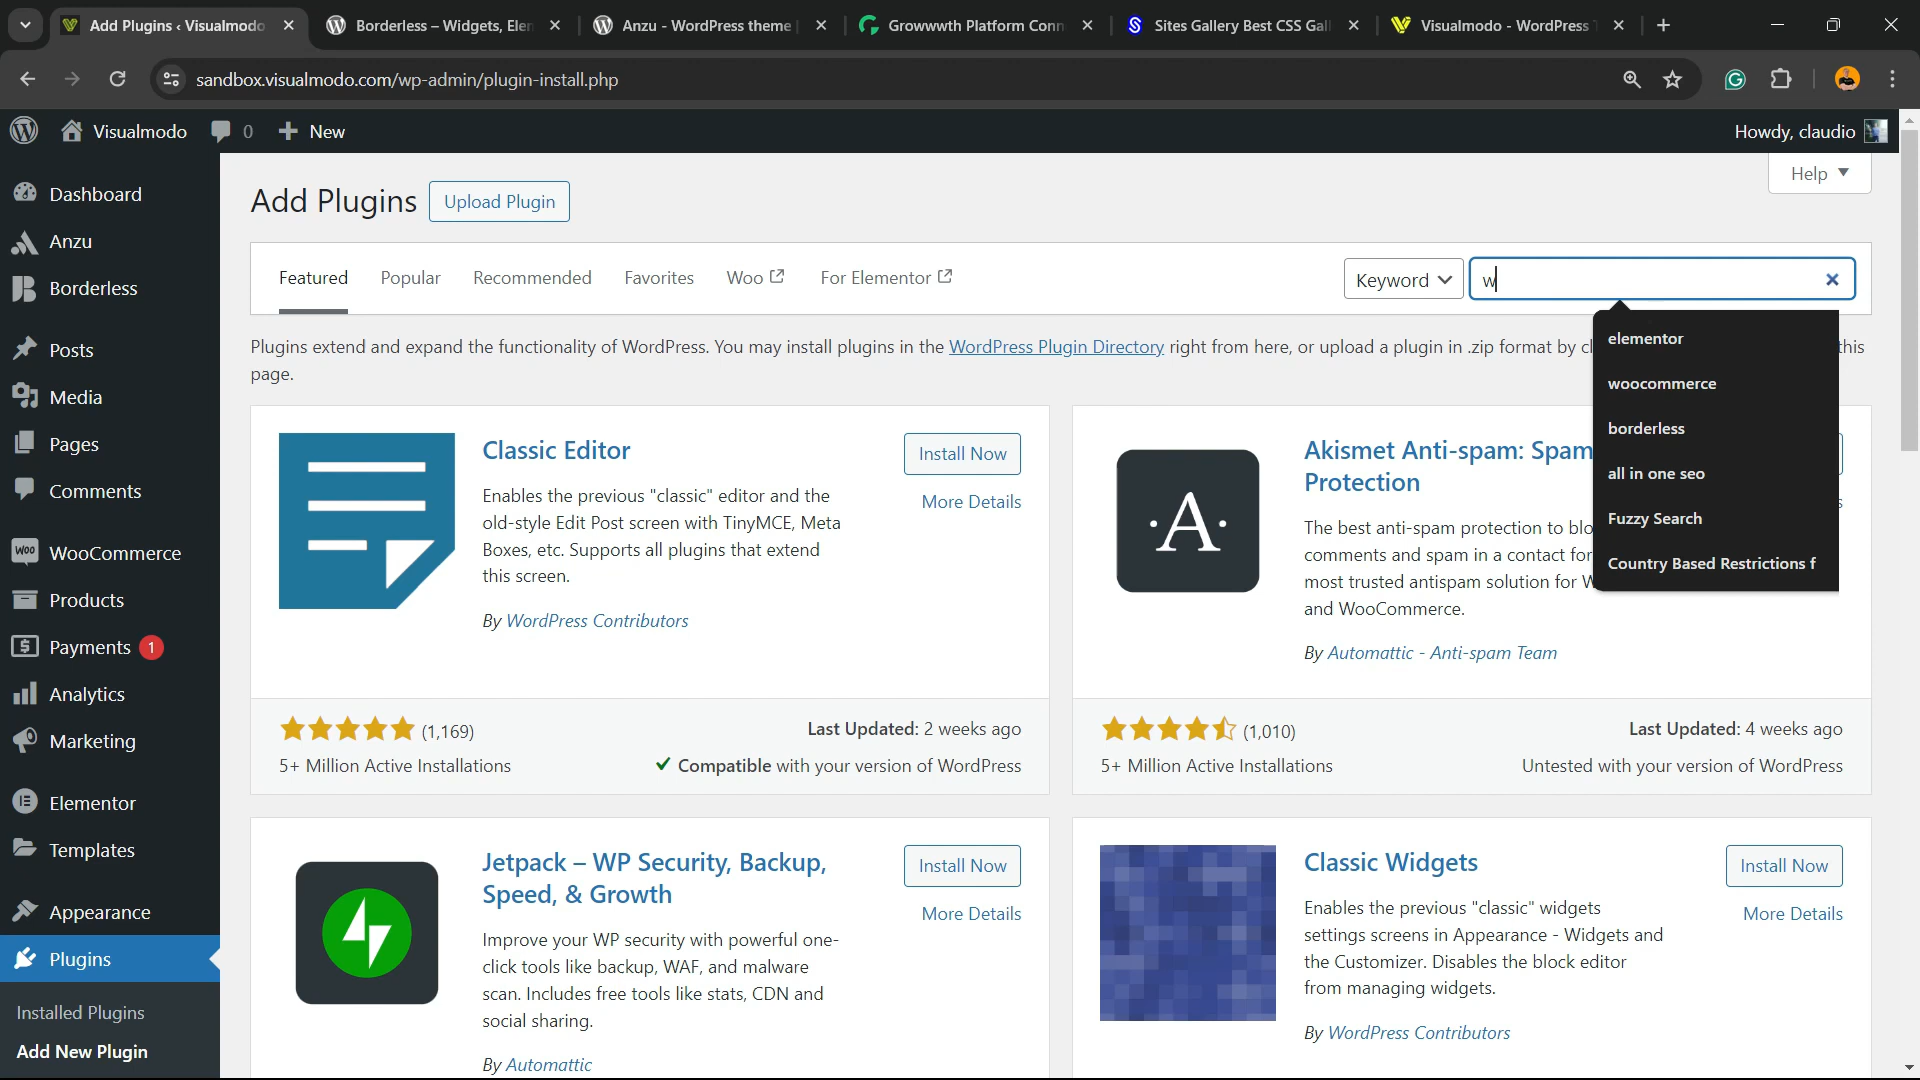 Add Plugins ‹ Visualmodo
Borderless – Widgets, Ele
Anzu - WordPress theme
Growwwth Platform Con
Sites Gallery Best CSS Gal
Visualmodo - WordPress
sandbox.visualmodo.com/wp-admin/plugin-install.php
Visualmodo
0
New
Howdy, claudio
Dashboard
Anzu
Borderless
Posts
Media
Pages
Comments
WooCommerce
Products
Payments 1
Analytics
Marketing
Elementor
Templates
Appearance
Plugins
Installed Plugins
Add New Plugin
Help
Add Plugins
Upload Plugin
Featured
Popular
Recommended
Favorites
Woo
For Elementor
Keyword
w
elementor
woocommerce
borderless
all in one seo
Fuzzy Search
Country Based Restrictions f
Plugins extend and expand the functionality of WordPress. You may install plugins in the WordPress Plugin Directory right from here, or upload a plugin in .zip format by cl this
page.
Classic Editor
Install Now
More Details
Enables the previous "classic" editor and the
old-style Edit Post screen with TinyMCE, Meta
Boxes, etc. Supports all plugins that extend
this screen.
By WordPress Contributors
(1,169)
Last Updated: 2 weeks ago
5+ Million Active Installations
Compatible with your version of WordPress
·A·
Akismet Anti-spam: Spam
Protection
The best anti-spam protection to blo
comments and spam in a contact for
most trusted antispam solution for W
and WooCommerce.
By Automattic - Anti-spam Team
(1,010)
Last Updated: 4 weeks ago
5+ Million Active Installations
Untested with your version of WordPress
Jetpack – WP Security, Backup,
Speed, & Growth
Install Now
More Details
Improve your WP security with powerful one-
click tools like backup, WAF, and malware
scan. Includes free tools like stats, CDN and
social sharing.
By Automattic
Classic Widgets
Install Now
More Details
Enables the previous "classic" widgets
settings screens in Appearance - Widgets and
the Customizer. Disables the block editor
from managing widgets.
By WordPress Contributors